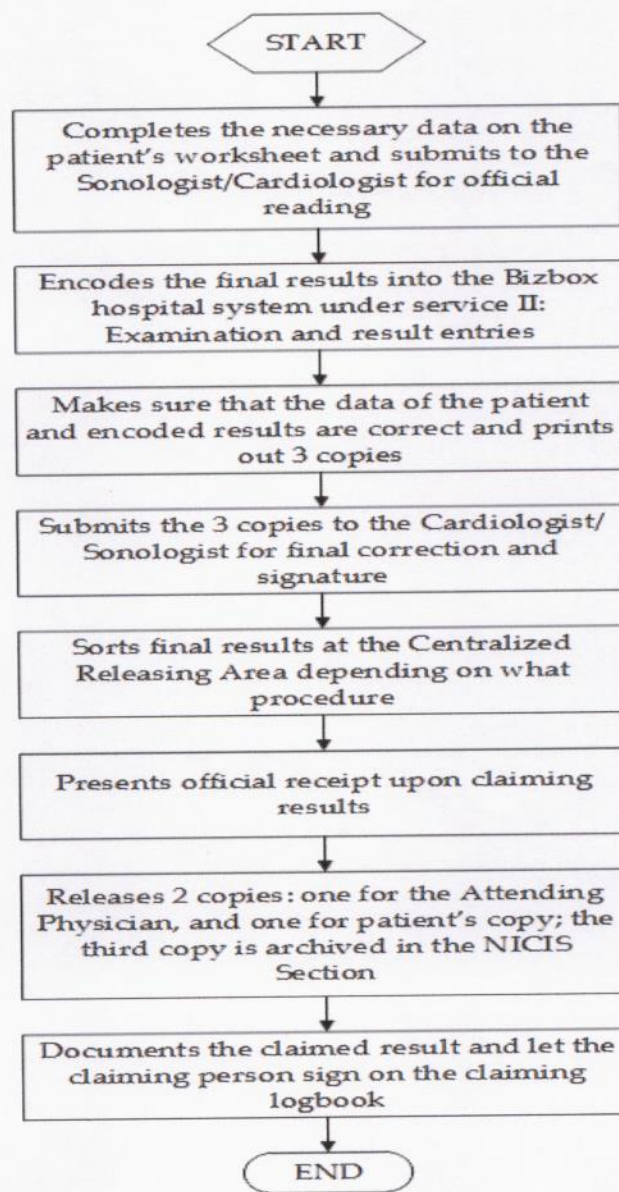 START
Completes the necessary data on the
patient's worksheet and submits to the
Sonologist/Cardiologist for official
reading
Encodes the final results into the Bizbox
hospital system under service II:
Examination and result entries
Makes sure that the data of the patient
and encoded results are correct and prints
out 3 copies
Submits the 3 copies to the Cardiologist/
Sonologist for final correction and
signature
Sorts final results at the Centralized
Releasing Area depending on what
procedure
Presents official receipt upon claiming
results
Releases 2 copies: one for the Attending
Physician, and one for patient's copy; the
third copy is archived in the NICIS
Section
Documents the claimed result and let the
claiming person sign on the claiming
logbook
END